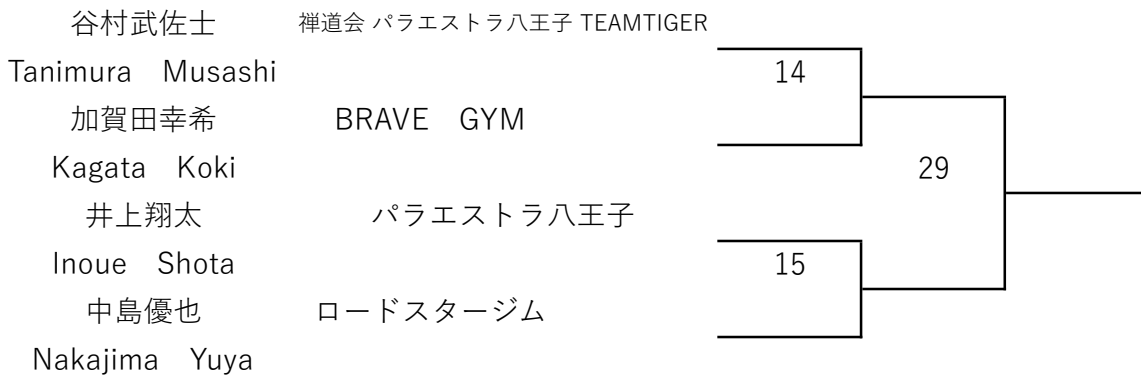 谷村武佐士 禅道会 パラエストラ八王子 TEAMTIGER
Tanimura Musashi
14
加賀田幸希 BRAVE GYM
Kagata Koki
29
井上翔太 パラエストラ八王子
Inoue Shota
15
中島優也 ロードスタージム
Nakajima Yuya